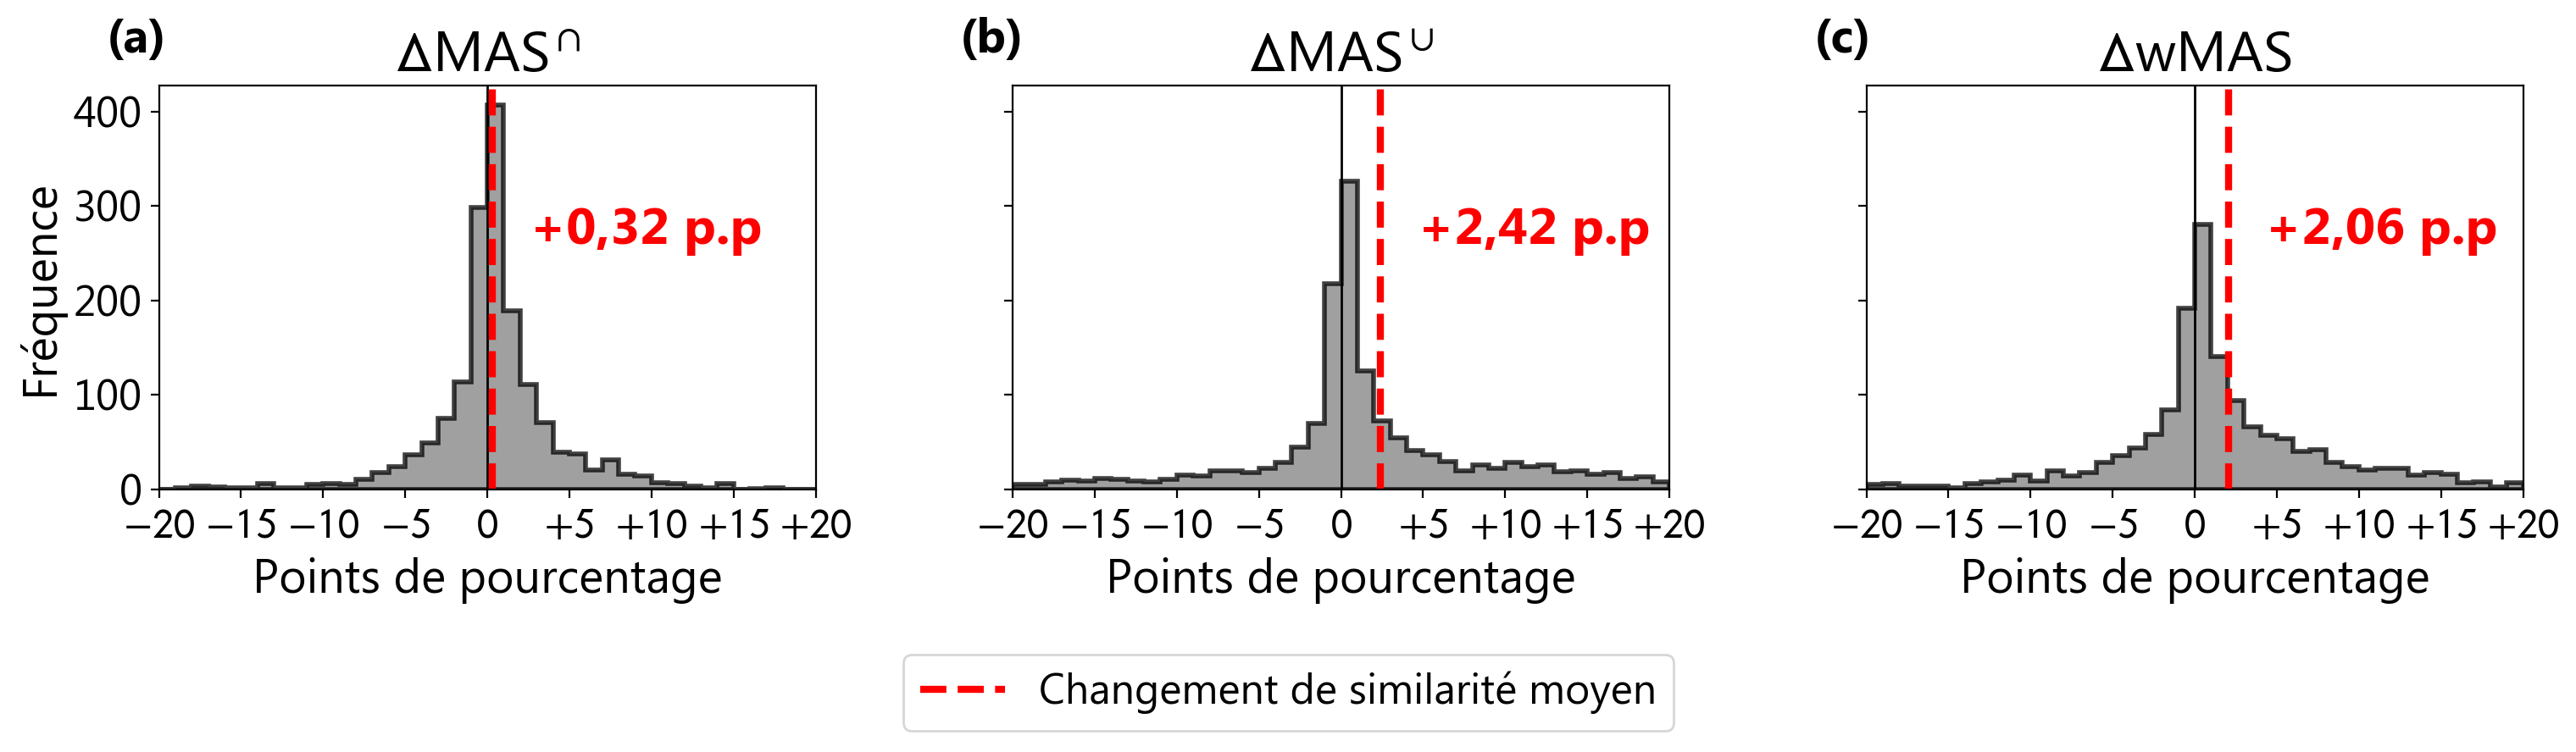 (a) ΔMAS∩
(b) ΔMAS∪
(c) ΔwMAS
Fréquence
400
300
200
100
0
+0,32 p.p
+2,42 p.p
+2,06 p.p
−20 −15 −10 −5 0 +5 +10 +15 +20
−20 −15 −10 −5 0 +5 +10 +15 +20
−20 −15 −10 −5 0 +5 +10 +15 +20
Points de pourcentage
Points de pourcentage
Points de pourcentage
Changement de similarité moyen